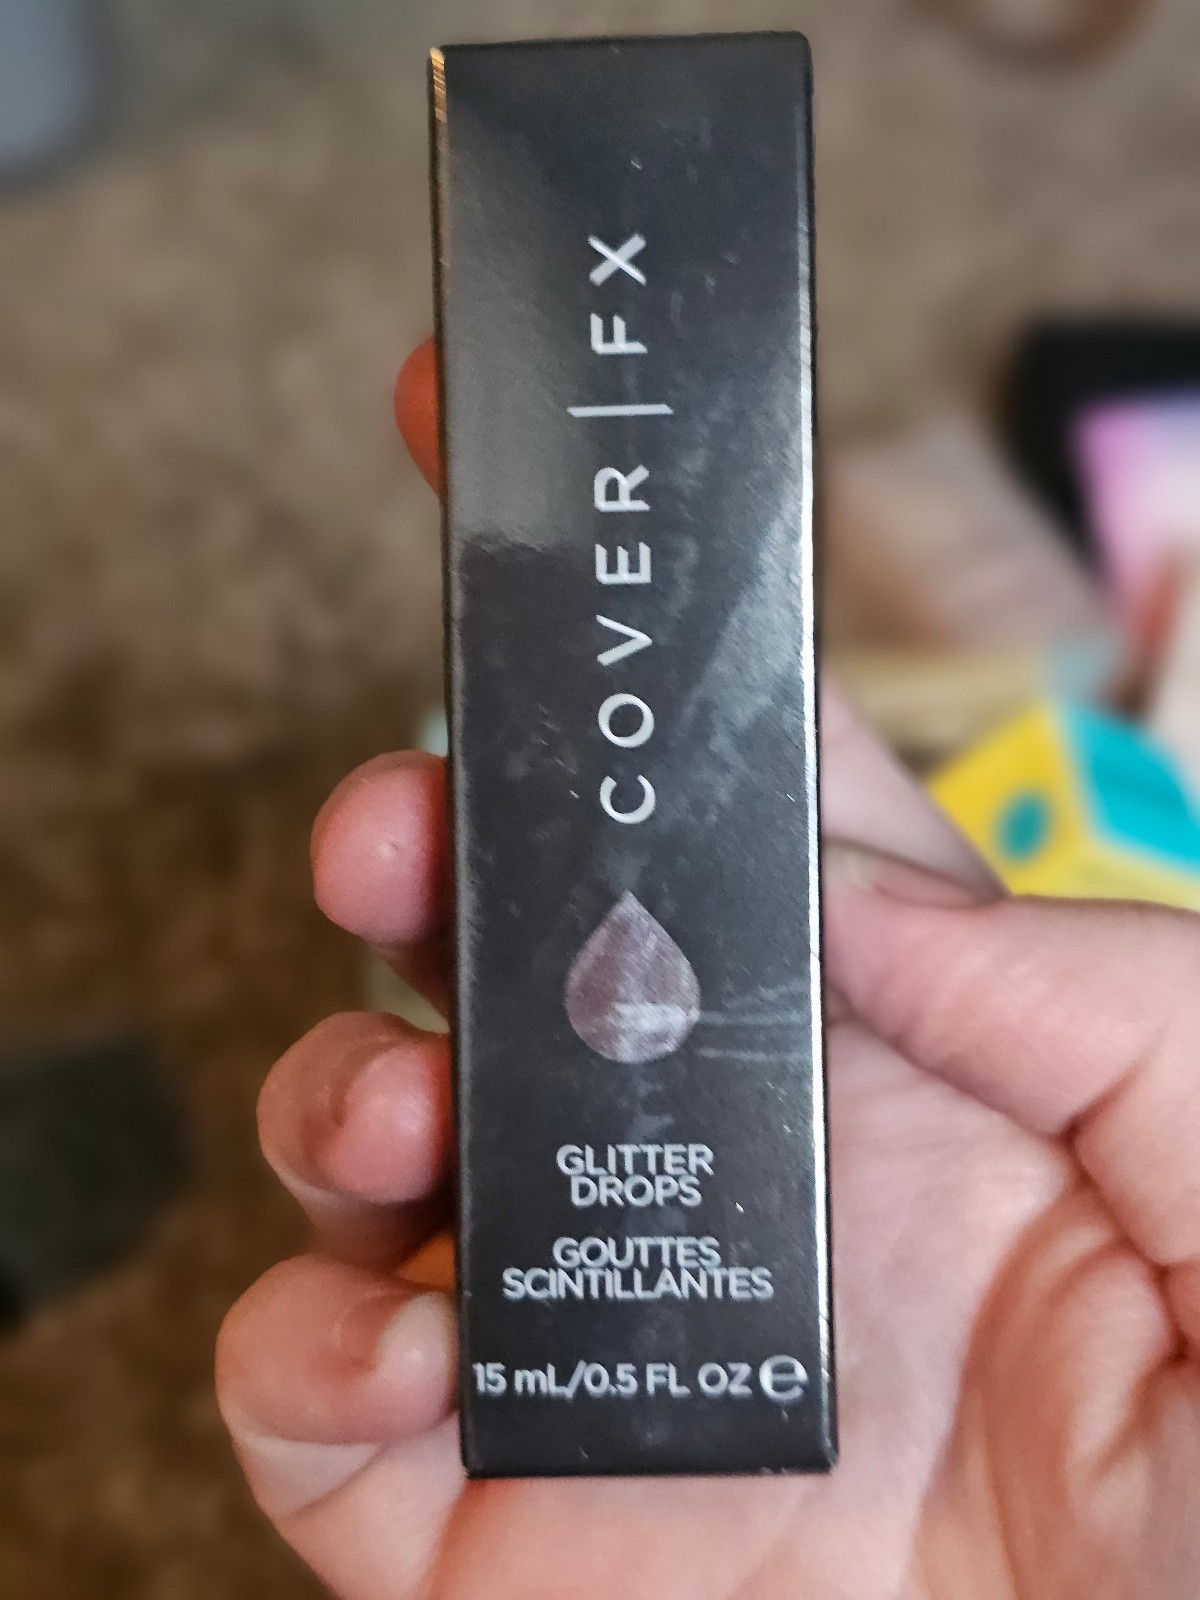 COVER | FX
GLITTER
DROPS
GOUTTES
SCINTILLANTES
15 mL/0.5 FL OZ ℮